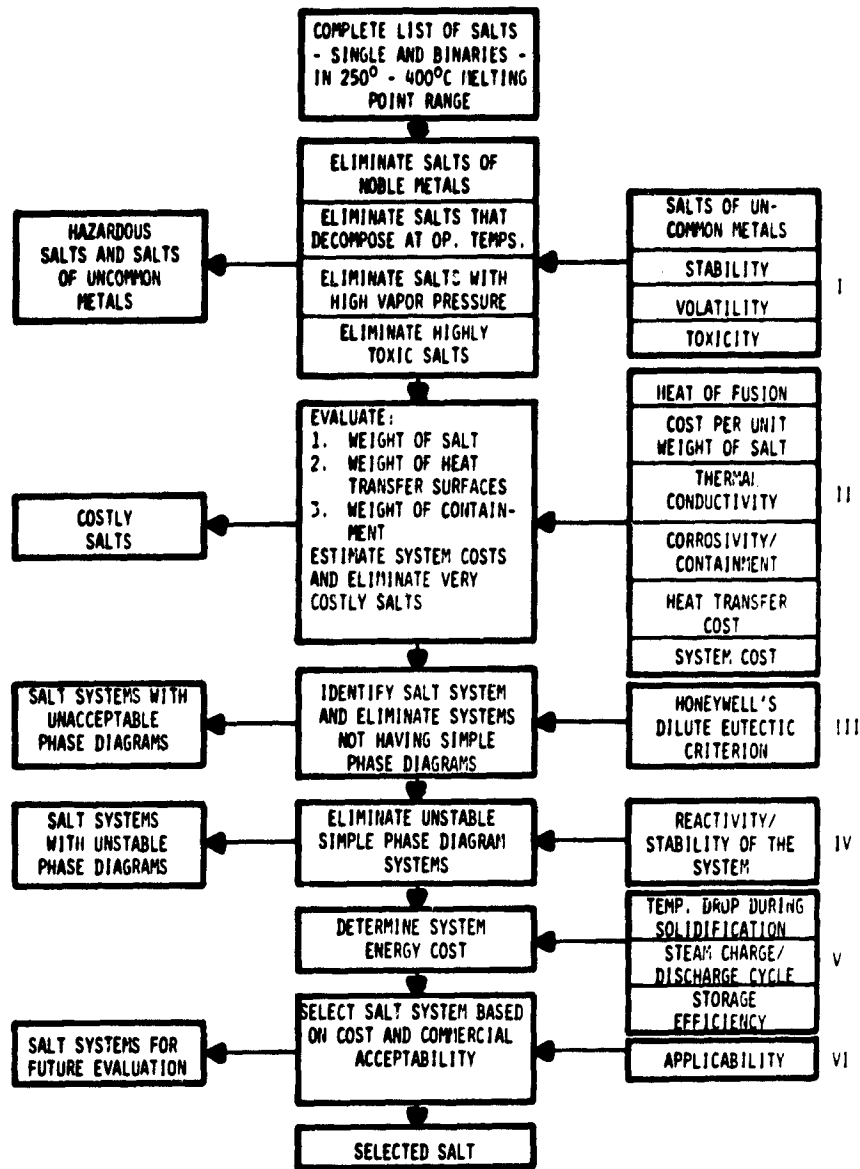 COMPLETE LIST OF SALTS
- SINGLE AND BINARIES -
IN 250° - 400°C MELTING
POINT RANGE
ELIMINATE SALTS OF
NOBLE METALS
ELIMINATE SALTS THAT
DECOMPOSE AT OP. TEMPS.
ELIMINATE SALTS WITH
HIGH VAPOR PRESSURE
ELIMINATE HIGHLY
TOXIC SALTS
HAZARDOUS
SALTS AND SALTS
OF UNCOMMON
METALS
SALTS OF UN-
COMMON METALS
STABILITY
VOLATILITY
TOXICITY
I
EVALUATE:
1. WEIGHT OF SALT
2. WEIGHT OF HEAT
TRANSFER SURFACES
3. WEIGHT OF CONTAIN-
MENT
ESTIMATE SYSTEM COSTS
AND ELIMINATE VERY
COSTLY SALTS
COSTLY
SALTS
HEAT OF FUSION
COST PER UNIT
WEIGHT OF SALT
THERMAL
CONDUCTIVITY
CORROSIVITY/
CONTAINMENT
HEAT TRANSFER
COST
SYSTEM COST
II
SALT SYSTEMS WITH
UNACCEPTABLE
PHASE DIAGRAMS
IDENTIFY SALT SYSTEM
AND ELIMINATE SYSTEMS
NOT HAVING SIMPLE
PHASE DIAGRAMS
HONEYWELL'S
DILUTE EUTECTIC
CRITERION
III
SALT SYSTEMS
WITH UNSTABLE
PHASE DIAGRAMS
ELIMINATE UNSTABLE
SIMPLE PHASE DIAGRAM
SYSTEMS
REACTIVITY/
STABILITY OF THE
SYSTEM
IV
DETERMINE SYSTEM
ENERGY COST
TEMP. DROP DURING
SOLIDIFICATION
STEAM CHARGE/
DISCHARGE CYCLE
STORAGE
EFFICIENCY
V
SALT SYSTEMS FOR
FUTURE EVALUATION
SELECT SALT SYSTEM BASED
ON COST AND COMMERCIAL
ACCEPTABILITY
APPLICABILITY
VI
SELECTED SALT